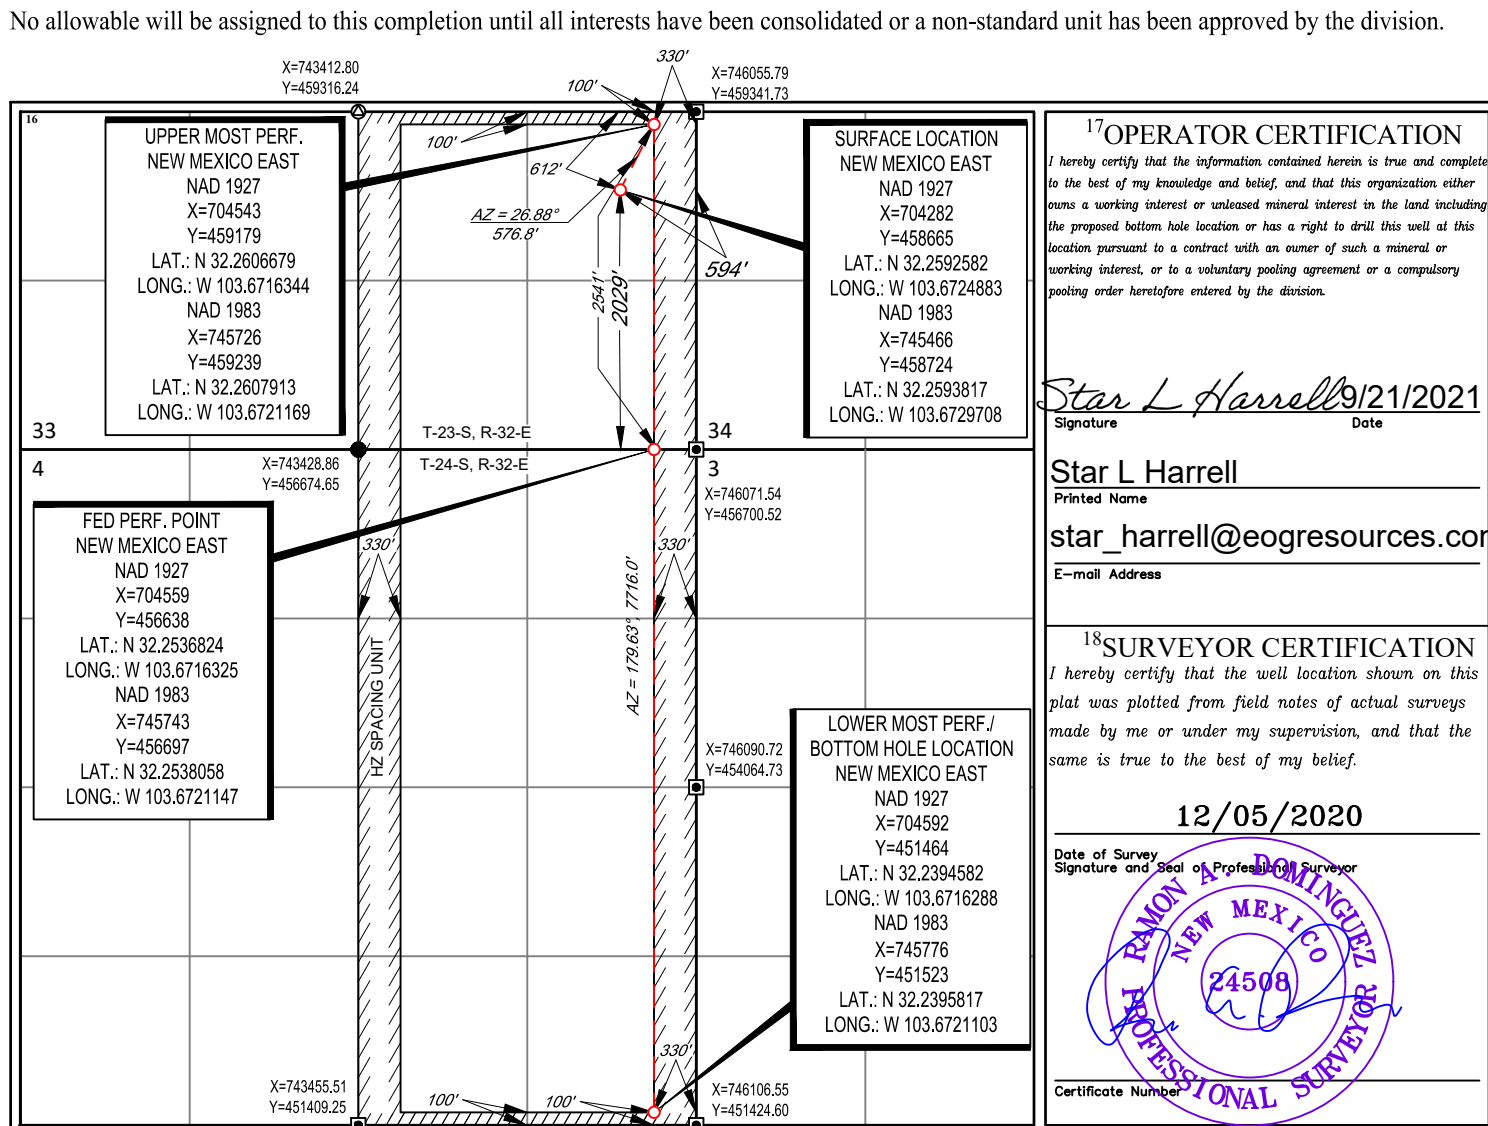 No allowable will be assigned to this completion until all interests have been consolidated or a non-standard unit has been approved by the division.
X=743412.80
Y=459316.24
100'
330'
X=746055.79
Y=459341.73
16
UPPER MOST PERF.
NEW MEXICO EAST
NAD 1927
X=704543
Y=459179
LAT.: N 32.2606679
LONG.: W 103.6716344
NAD 1983
X=745726
Y=459239
LAT.: N 32.2607913
LONG.: W 103.6721169
100'
612'
AZ = 26.88°
576.8'
2541'
2029'
594'
SURFACE LOCATION
NEW MEXICO EAST
NAD 1927
X=704282
Y=458665
LAT.: N 32.2592582
LONG.: W 103.6724883
NAD 1983
X=745466
Y=458724
LAT.: N 32.2593817
LONG.: W 103.6729708
33
T-23-S, R-32-E
34
4
T-24-S, R-32-E
3
X=743428.86
Y=456674.65
X=746071.54
Y=456700.52
FED PERF. POINT
NEW MEXICO EAST
NAD 1927
X=704559
Y=456638
LAT.: N 32.2536824
LONG.: W 103.6716325
NAD 1983
X=745743
Y=456697
LAT.: N 32.2538058
LONG.: W 103.6721147
330'
330'
AZ = 179.63°, 7716.0'
HZ SPACING UNIT
X=746090.72
Y=454064.73
LOWER MOST PERF./
BOTTOM HOLE LOCATION
NEW MEXICO EAST
NAD 1927
X=704592
Y=451464
LAT.: N 32.2394582
LONG.: W 103.6716288
NAD 1983
X=745776
Y=451523
LAT.: N 32.2395817
LONG.: W 103.6721103
330'
X=743455.51
Y=451409.25
100'
100'
X=746106.55
Y=451424.60
17OPERATOR CERTIFICATION
I hereby certify that the information contained herein is true and complete
to the best of my knowledge and belief, and that this organization either
owns a working interest or unleased mineral interest in the land including
the proposed bottom hole location or has a right to drill this well at this
location pursuant to a contract with an owner of such a mineral or
working interest, or to a voluntary pooling agreement or a compulsory
pooling order heretofore entered by the division.
Star L Harrell 9/21/2021
Signature Date
Star L Harrell
Printed Name
star_harrell@eogresources.com
E-mail Address
18SURVEYOR CERTIFICATION
I hereby certify that the well location shown on this
plat was plotted from field notes of actual surveys
made by me or under my supervision, and that the
same is true to the best of my belief.
12/05/2020
Date of Survey
Signature and Seal of Professional Surveyor
RAMON A. DOMINGUEZ
NEW MEXICO
24508
PROFESSIONAL SURVEYOR
Certificate Number